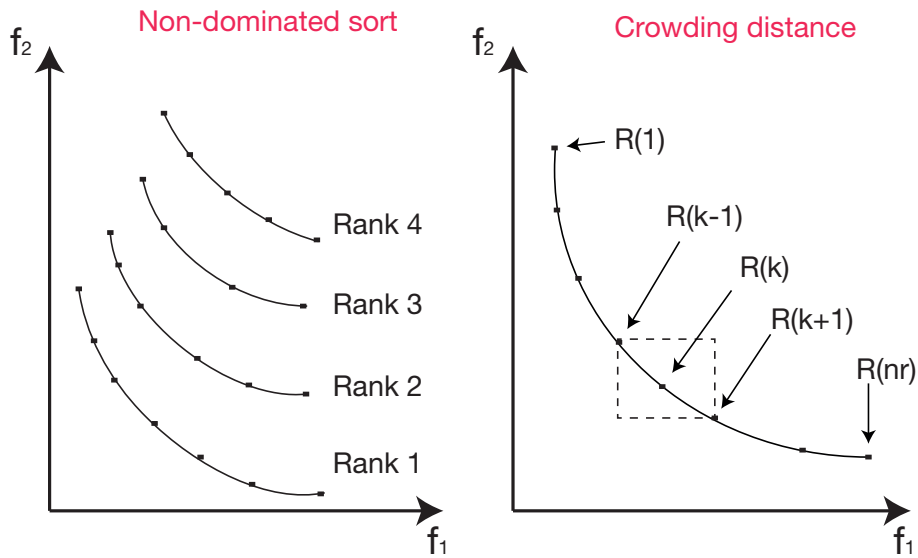 Non-dominated sort
f2
Rank 4
Rank 3
Rank 2
Rank 1
f1
Crowding distance
f2
R(1)
R(k-1)
R(k)
R(k+1)
R(nr)
f1